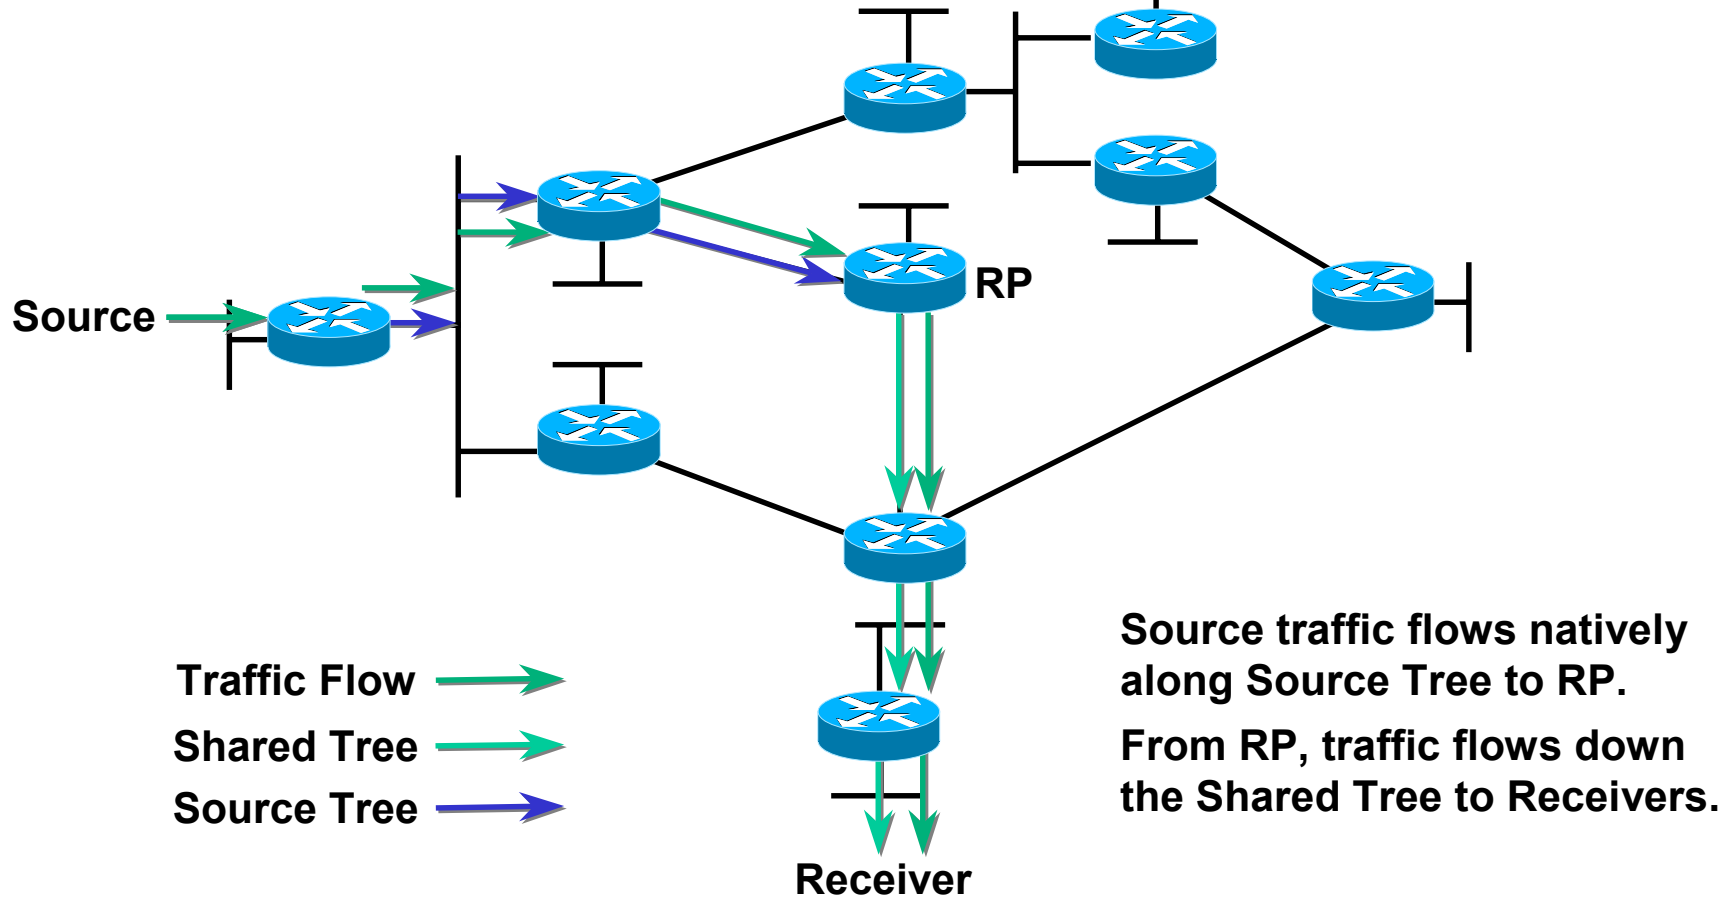 RP
Source
Traffic Flow
Shared Tree
Source Tree
Receiver
Source traffic flows natively
along Source Tree to RP.
From RP, traffic flows down
the Shared Tree to Receivers.